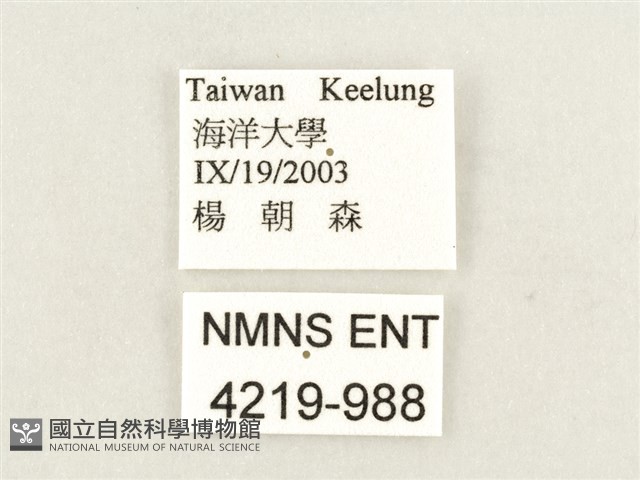 Taiwan Keelung
海洋大學
IX/19/2003
楊 朝 森
NMNS ENT
4219-988
國立自然科學博物館
NATIONAL MUSEUM OF NATURAL SCIENCE